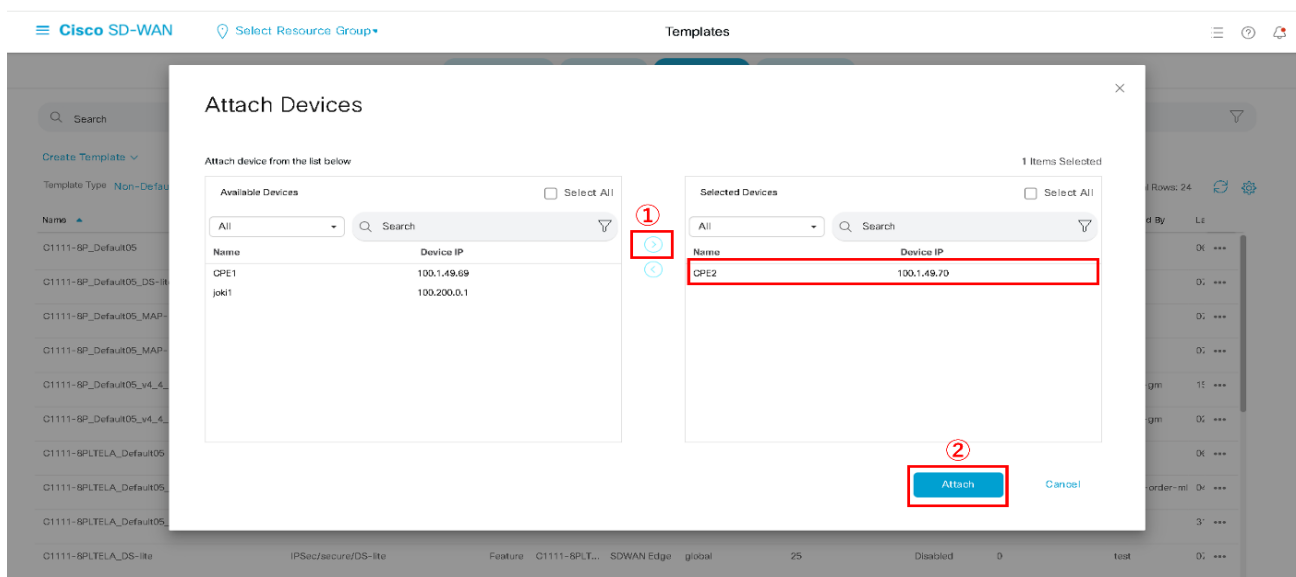 Cisco SD-WAN Select Resource Group Templates
Attach Devices
Search
Create Template
Attach device from the list below 1 Items Selected
Template Type Non-Defau
Available Devices Select All Selected Devices Select All
l Rows: 24
①
All Search All Search
Name d By
Name Device IP Name Device IP
C1111-8P_Default05
CPE1 100.1.49.69 CPE2 100.1.49.70
C1111-8P_Default05_DS-lit
joki1 100.200.0.1
C1111-8P_Default05_MAP-
C1111-8P_Default05_MAP-
C1111-8P_Default05_v4_4_ -gm
C1111-8P_Default05_v4_4_ -gm
②
C1111-8PLTELA_Default05
Attach Cancel
C1111-8PLTELA_Default05_ -order-ml
C1111-8PLTELA_Default05_
C1111-8PLTELA_DS-lite IPSec/secure/DS-lite Feature C1111-8PLT... SDWAN Edge global 25 Disabled 0 test